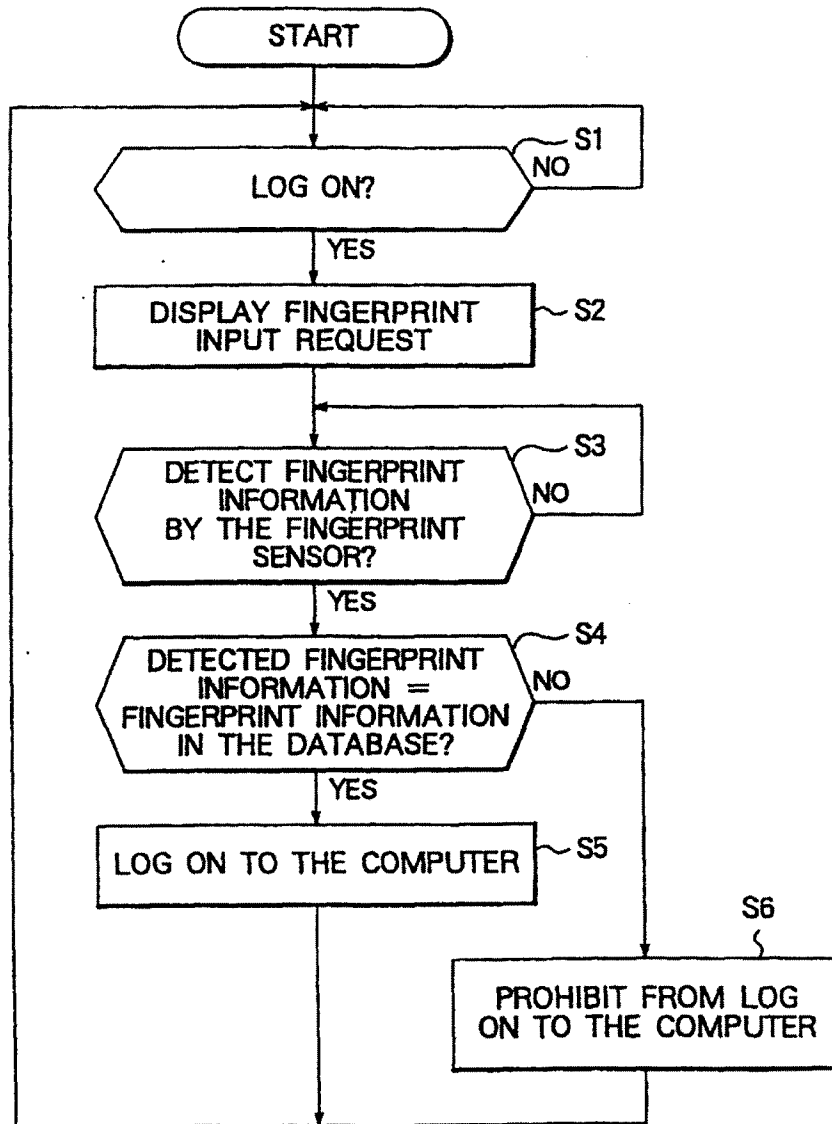 START
S1
LOG ON?
NO
YES
DISPLAY FINGERPRINT
INPUT REQUEST
S2
S3
DETECT FINGERPRINT
INFORMATION
BY THE FINGERPRINT
SENSOR?
NO
YES
S4
DETECTED FINGERPRINT
INFORMATION =
FINGERPRINT INFORMATION
IN THE DATABASE?
NO
YES
LOG ON TO THE COMPUTER
S5
S6
PROHIBIT FROM LOG
ON TO THE COMPUTER